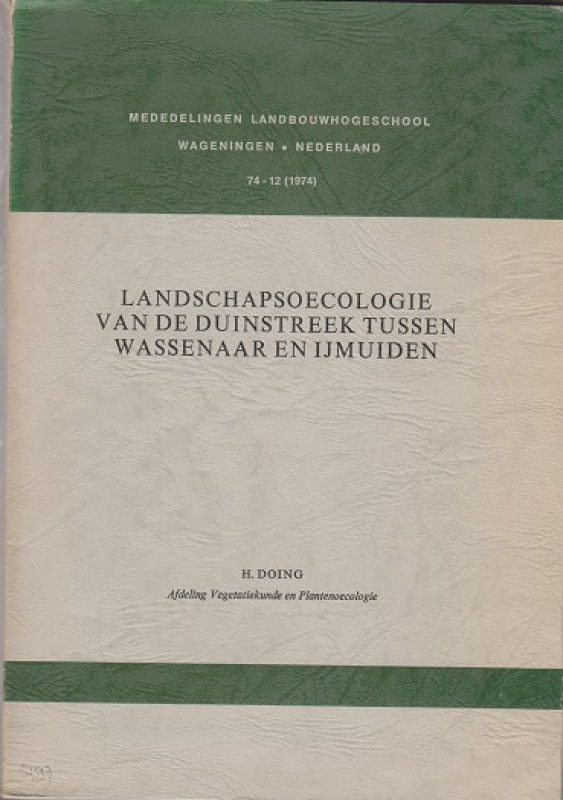 MEDEDELINGEN LANDBOUWHOGESCHOOL
WAGENINGEN • NEDERLAND
74-12 (1974)
LANDSCHAPSOECOLOGIE
VAN DE DUINSTREEK TUSSEN
WASSENAAR EN IJMUIDEN
H. DOING
Afdeling Vegetatiekunde en Plantenoecologie